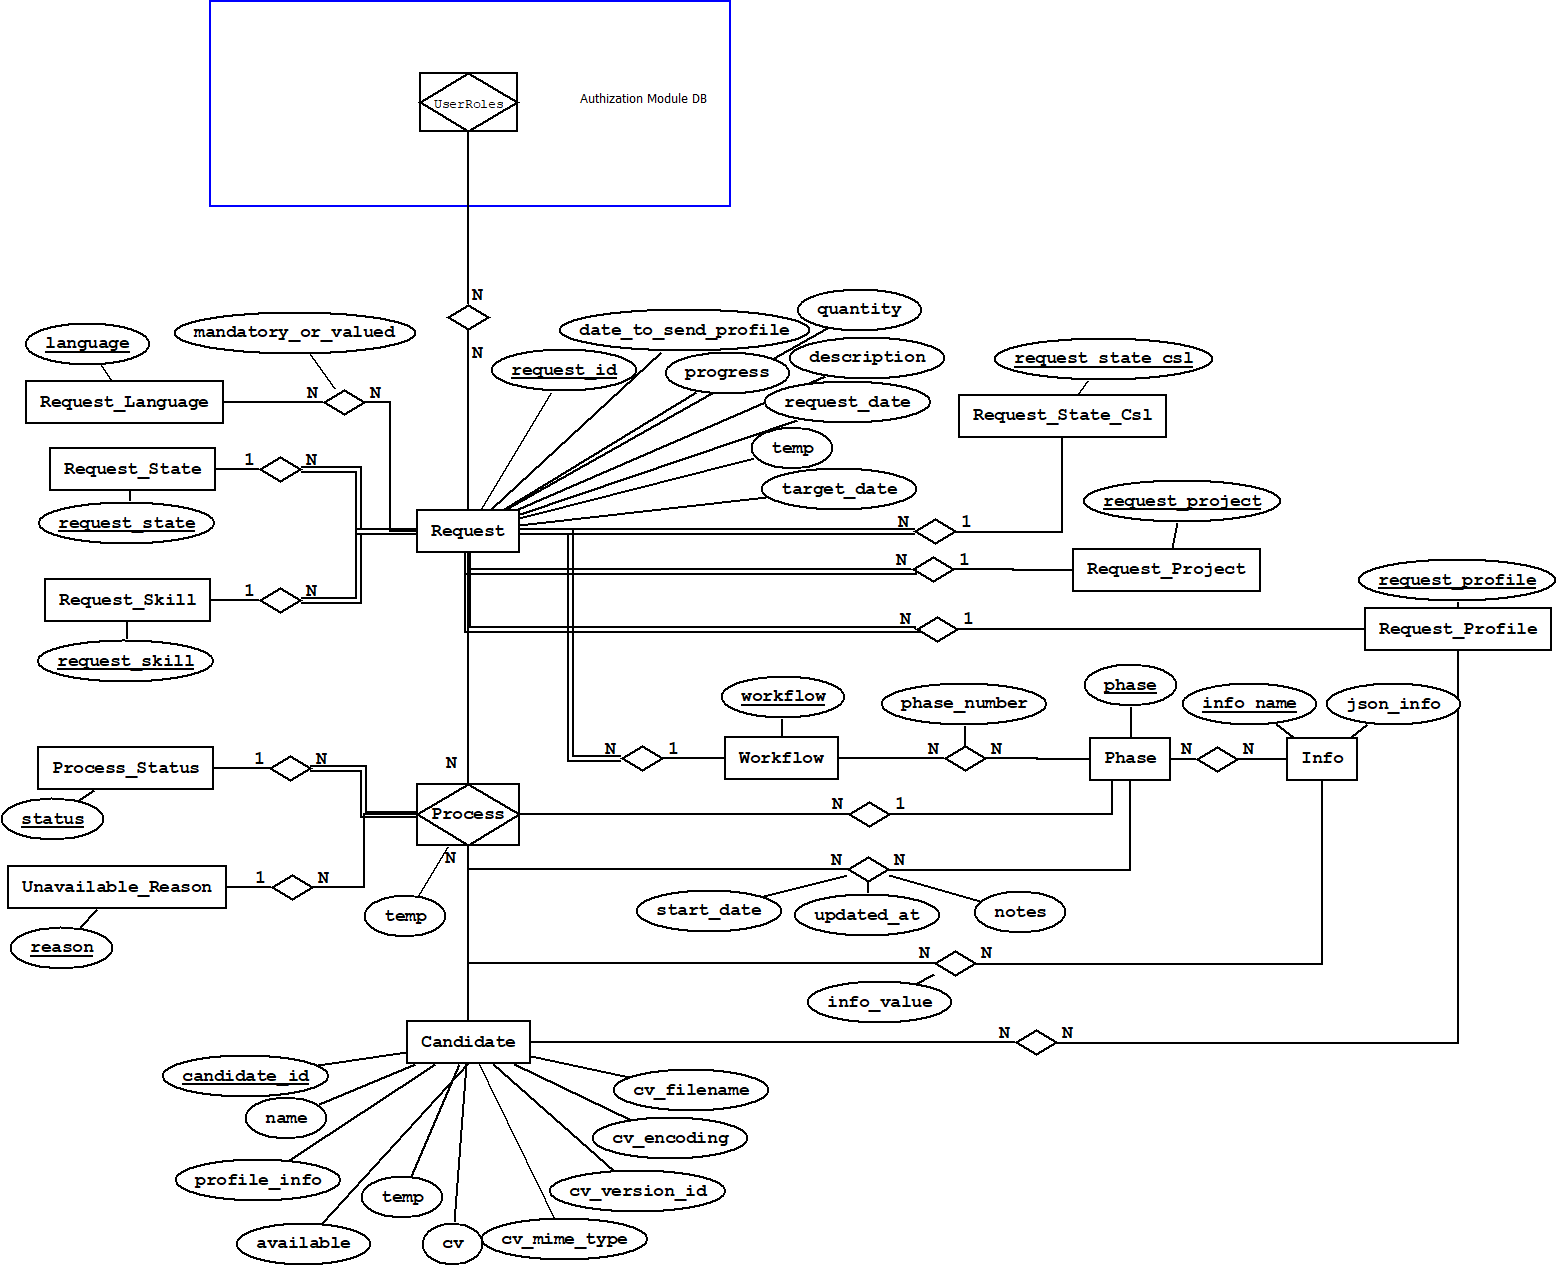 UserRoles
Authization Module DB
N
N
quantity
mandatory_or_valued
date_to_send_profile
language
description
request_state_csl
request_id
progress
N
N
Request_Language
request_date
Request_State_Csl
temp
1
N
Request_State
target_date
request_project
request_state
Request
N
1
N
1
Request_Project
request_profile
1
N
Request_Skill
N
1
Request_Profile
request_skill
phase
workflow
phase_number
info_name
json_info
N
1
Workflow
N
N
Phase
N
N
Info
1
N
Process_Status
N
status
Process
N
1
N
N
N
1
N
Unavailable_Reason
temp
start_date
updated_at
notes
reason
N
N
info_value
Candidate
N
N
candidate_id
cv_filename
name
cv_encoding
profile_info
temp
cv_version_id
available
cv
cv_mime_type